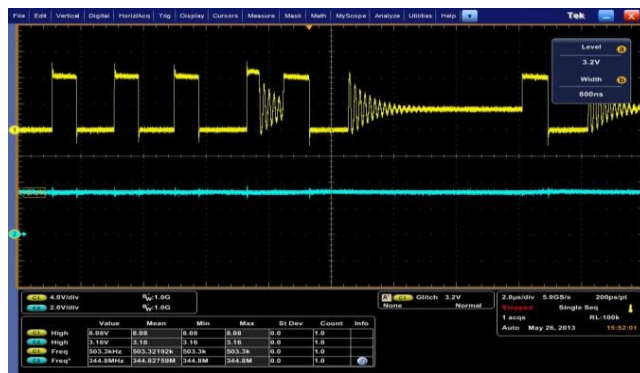 File Edit Vertical Digital Horiz/Acq Trig Display Cursors Measure Mask Math MyScope Analyze Utilities Help Tek
Level a
3.2V
Width b
800ns
C1 4.0V/div BW:1.0G
C2 2.0V/div BW:1.0G
A' C1 Glitch 3.2V
None Normal
2.0µs/div 5.0GS/s 200ps/pt
Stopped Single Seq
1 acqs RL:100k
Auto May 26, 2013 15:52:01
Value Mean Min Max St Dev Count Info
C1 High 8.08V 8.08 8.08 8.08 0.0 1.0
C2 High 3.16V 3.16 3.16 3.16 0.0 1.0
C1 Freq 503.3kHz 503.32192k 503.3k 503.3k 0.0 1.0
C2 Freq* 344.8MHz 344.82759M 344.8M 344.8M 0.0 1.0